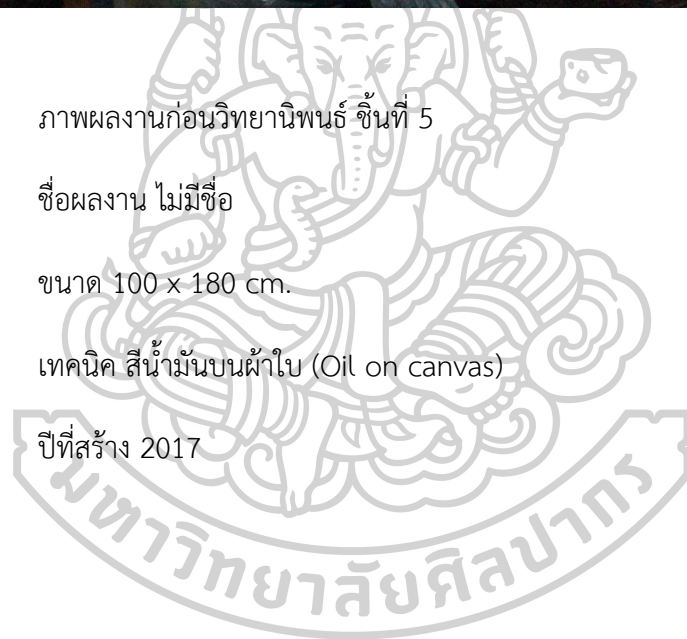 ภาพผลงานก่อนวิทยานิพนธ์ ชิ้นที่ 5
ชื่อผลงาน ไม่มีชื่อ
ขนาด 100 x 180 cm.
เทคนิค สีน้ำมันบนผ้าใบ (Oil on canvas)
ปีที่สร้าง 2017
มหาวิทยาลัยศิลปากร